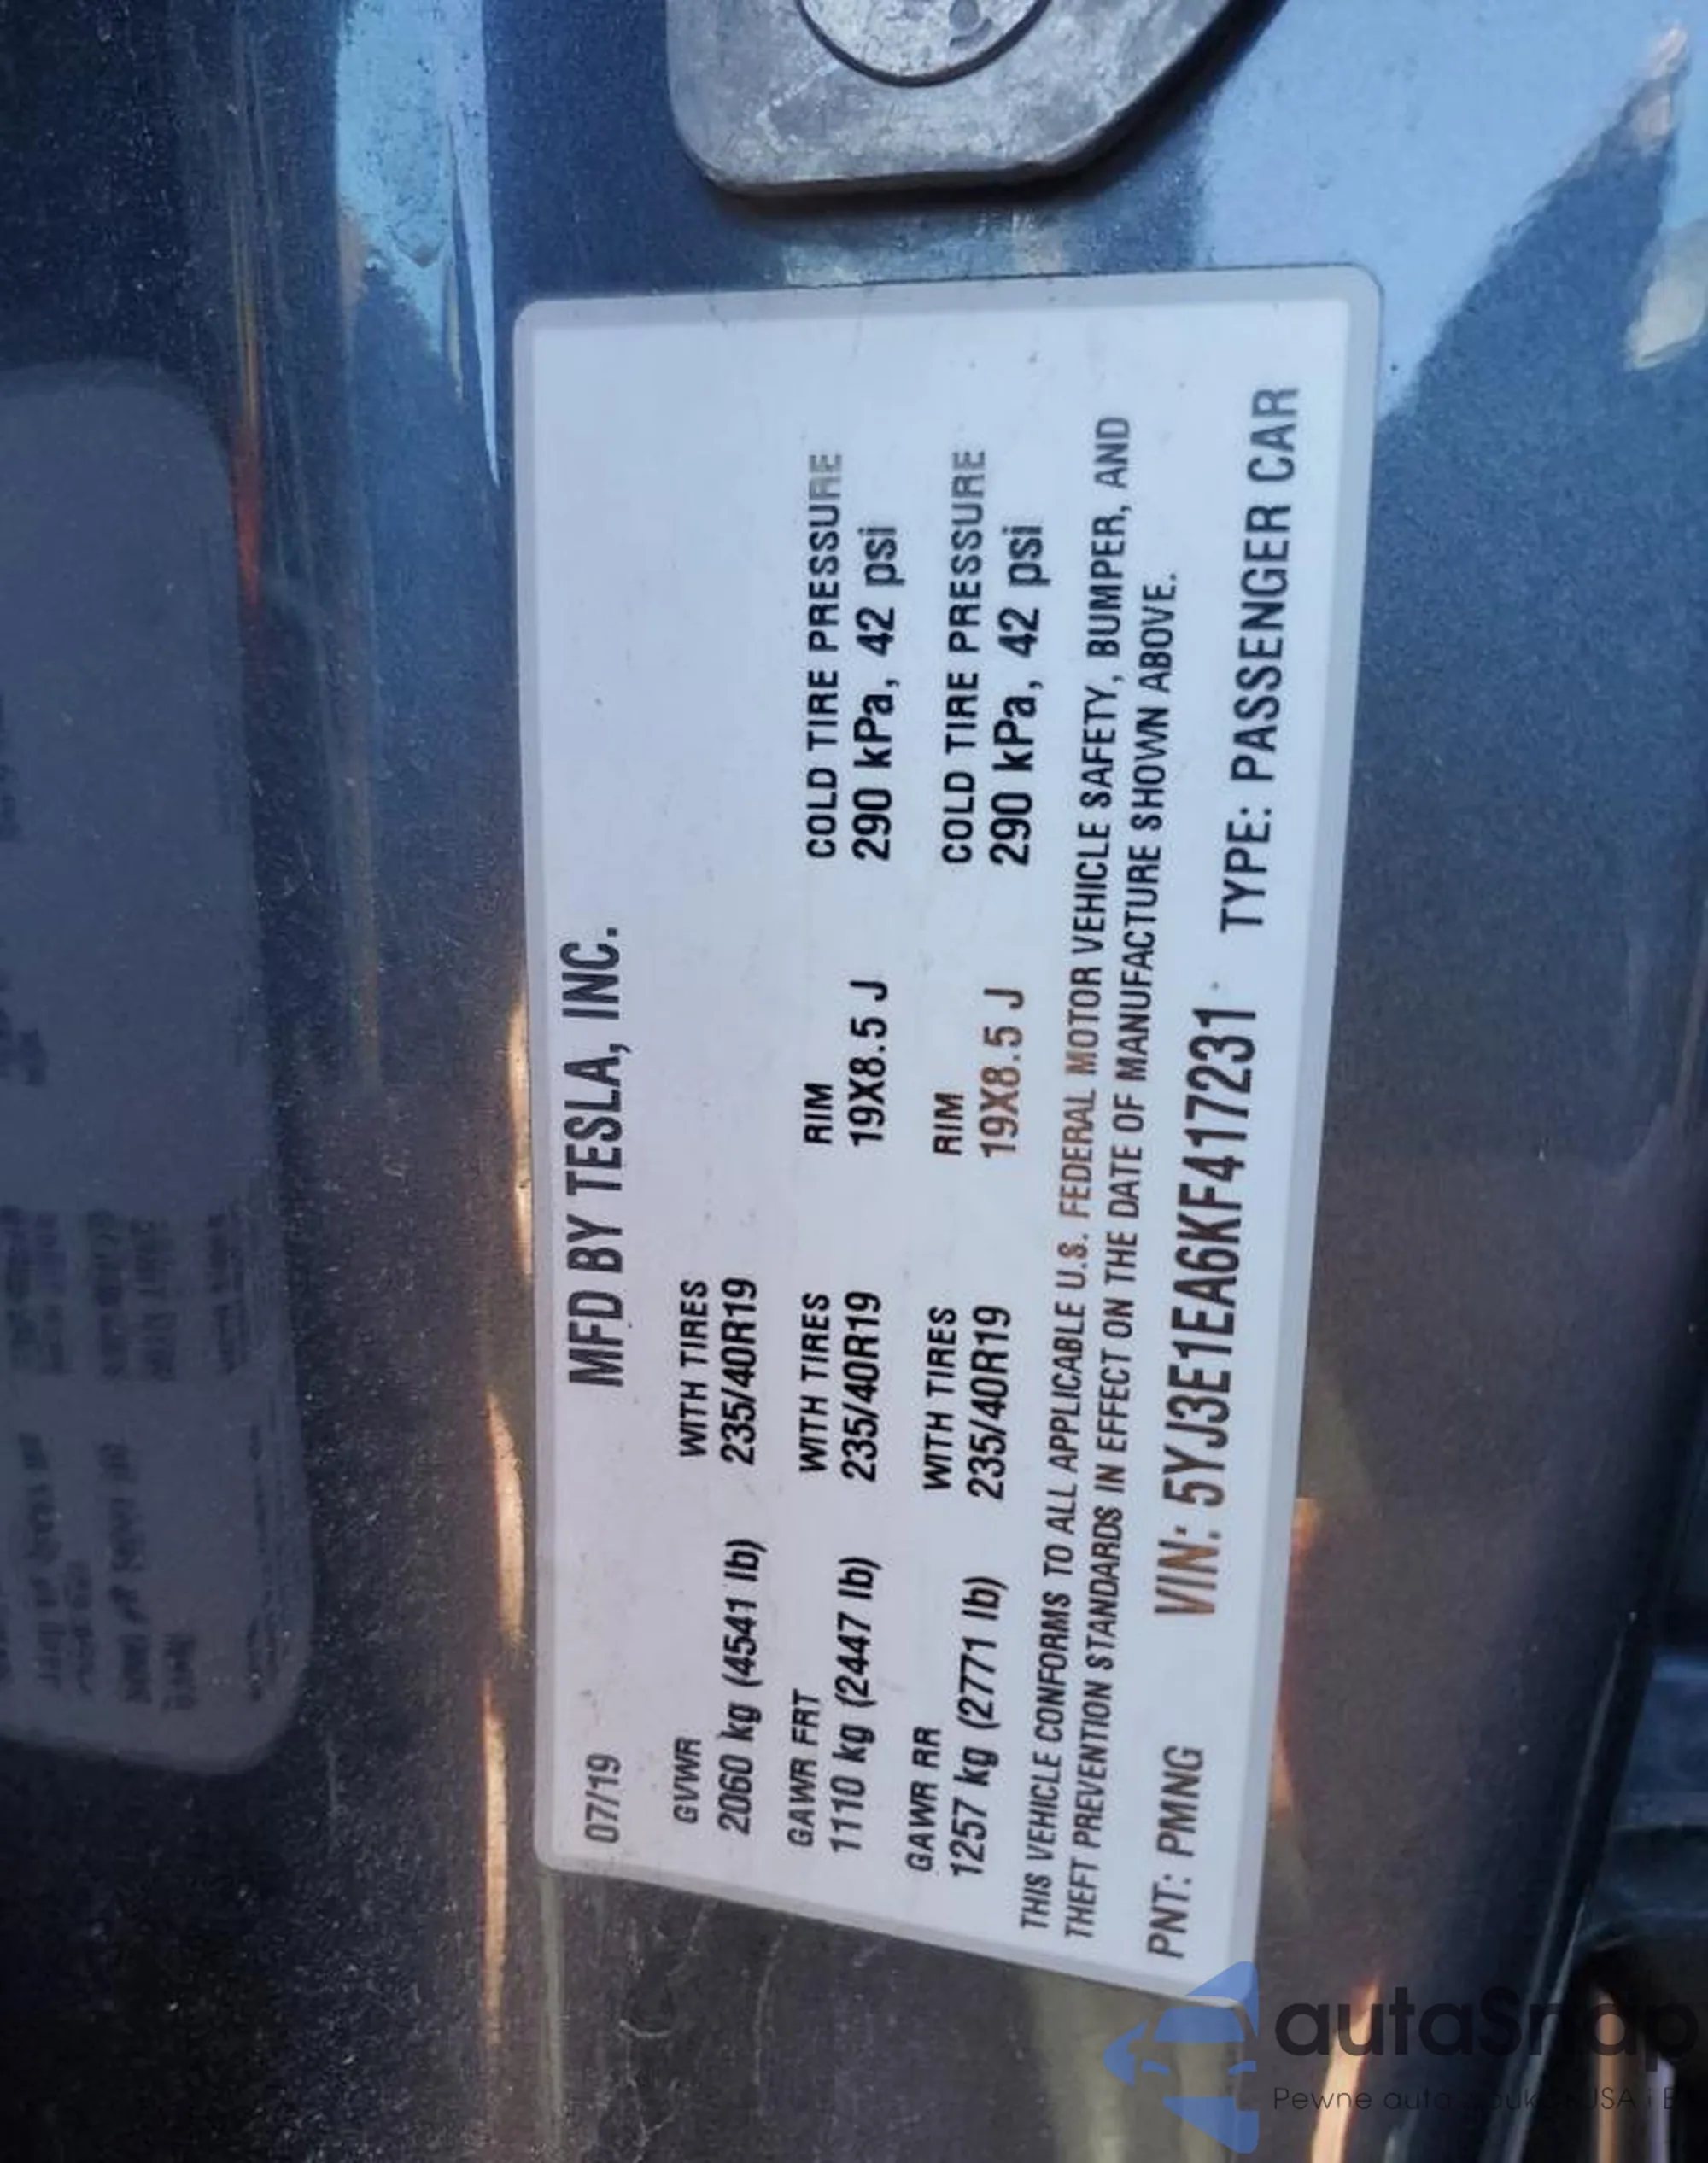 07/19 MFD BY TESLA, INC.
GVWR WITH TIRES
2060 kg (4541 lb) 235/40R19
GAWR FRT WITH TIRES RIM COLD TIRE PRESSURE
1110 kg (2447 lb) 235/40R19 19X8.5 J 290 kPa, 42 psi
GAWR RR WITH TIRES RIM COLD TIRE PRESSURE
1257 kg (2771 lb) 235/40R19 19X8.5 J 290 kPa, 42 psi
THIS VEHICLE CONFORMS TO ALL APPLICABLE U.S. FEDERAL MOTOR VEHICLE SAFETY, BUMPER, AND
THEFT PREVENTION STANDARDS IN EFFECT ON THE DATE OF MANUFACTURE SHOWN ABOVE.
PNT: PMNG VIN: 5YJ3E1EA6KF417231 TYPE: PASSENGER CAR
autaSnap
Pewne auta USA i